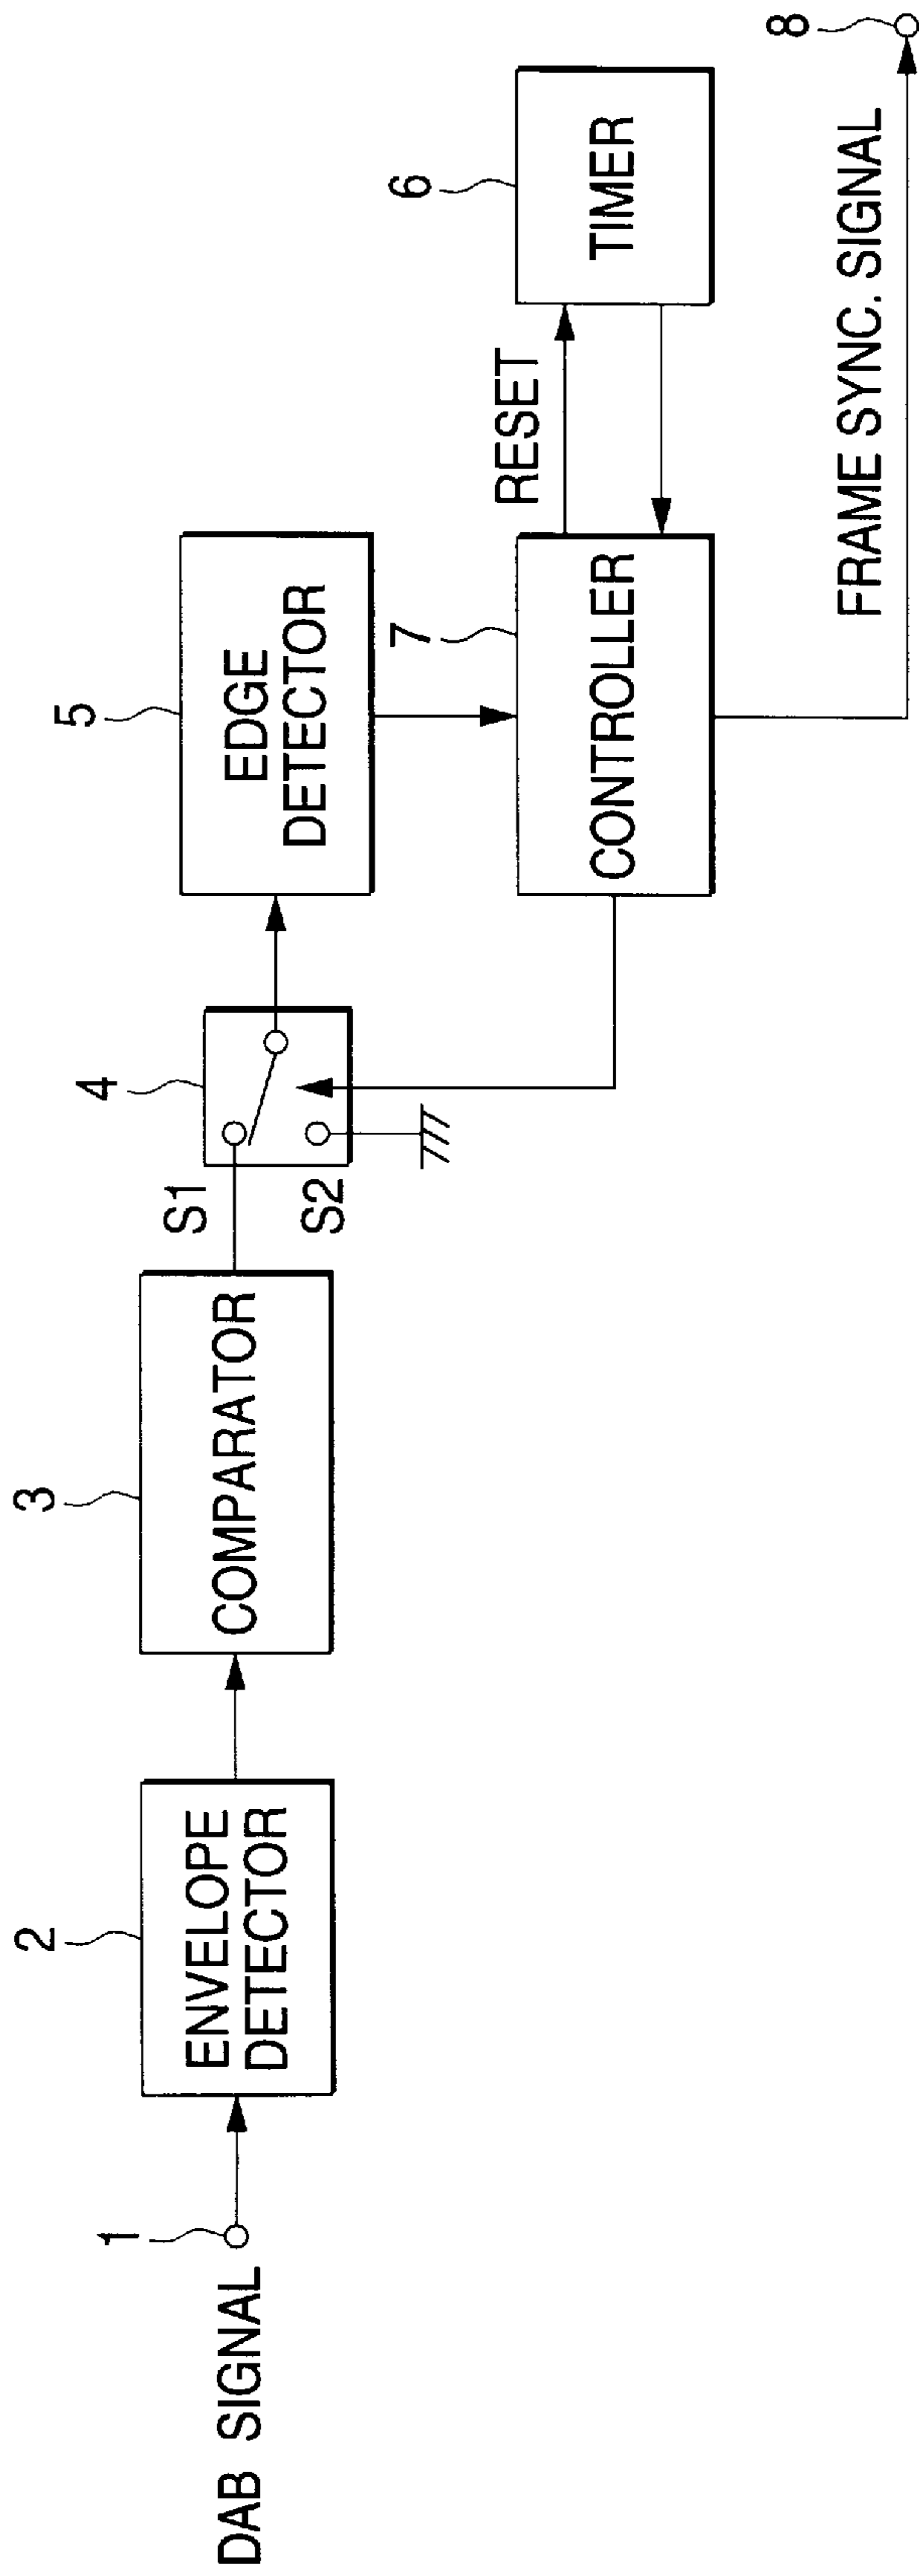 DAB SIGNAL
1
2
ENVELOPE
DETECTOR
3
COMPARATOR
S1
S2
4
5
EDGE
DETECTOR
7
CONTROLLER
RESET
6
TIMER
FRAME SYNC. SIGNAL
8